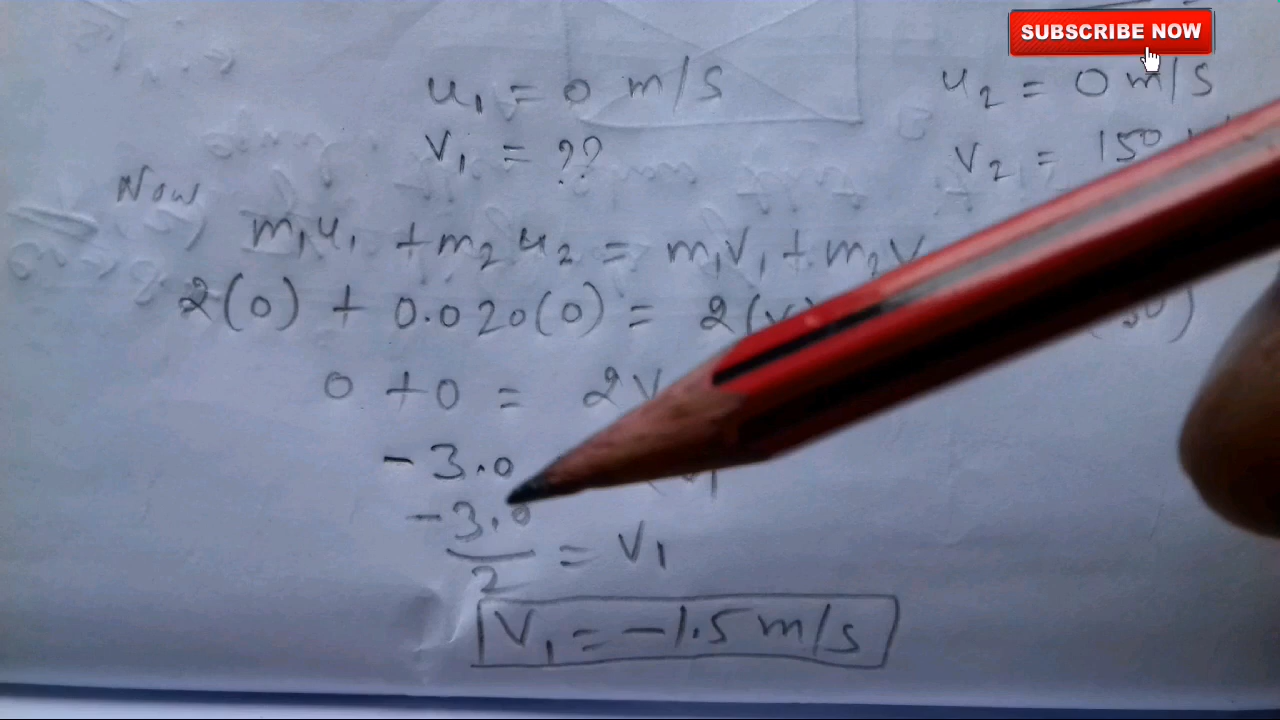 SUBSCRIBE NOW
u₁ = 0 m/s u₂ = 0 m/s
v₁ = ?? v₂ = 150
Now
m₁u₁ + m₂u₂ = m₁v₁ + m₂v
2(0) + 0.020(0) = 2(v
0 + 0 = 2v
-3.0
-3.0/2 = v₁
V₁ = -1.5 m/s